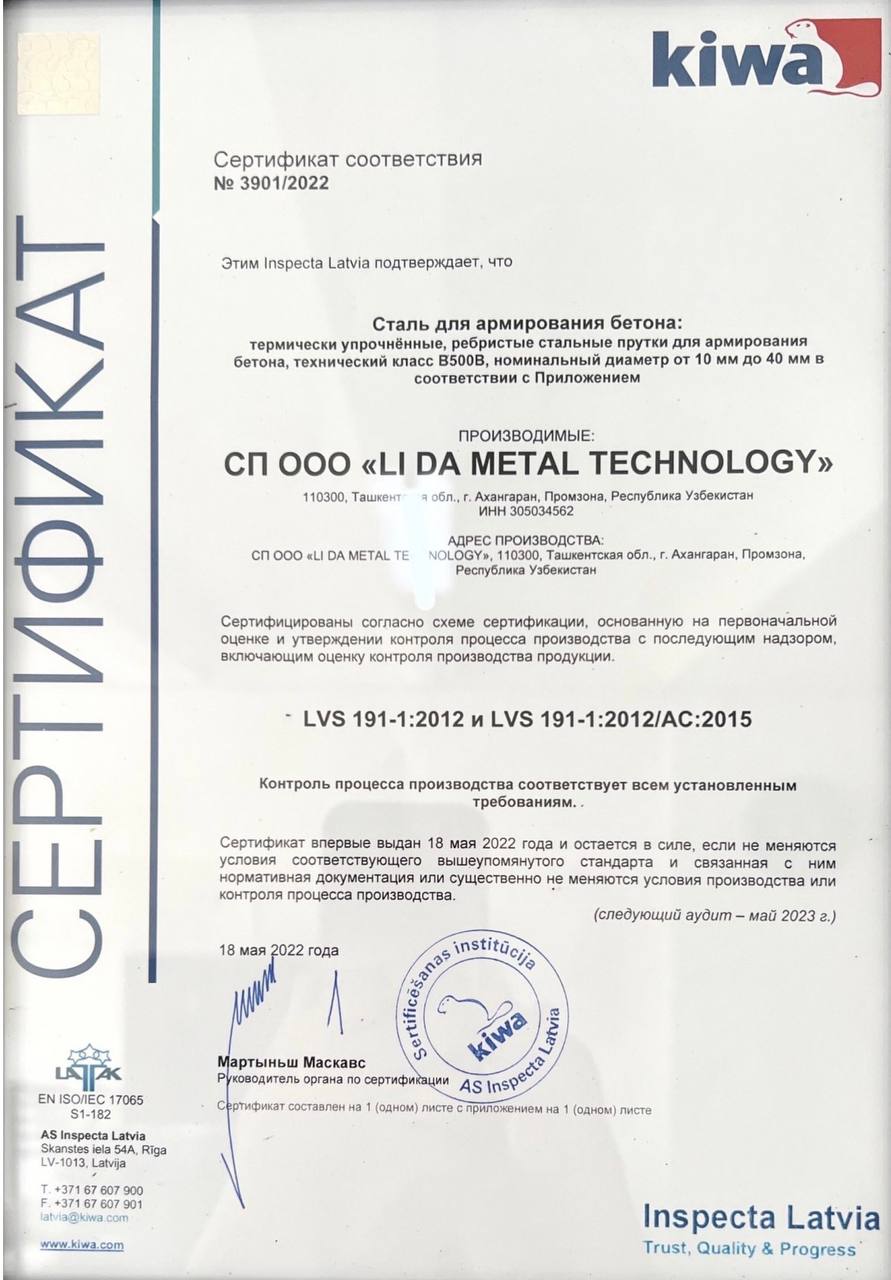 kiwa
СЕРТИФИКАТ
Сертификат соответствия
№ 3901/2022
Этим Inspecta Latvia подтверждает, что
Сталь для армирования бетона:
термически упрочнённые, ребристые стальные прутки для армирования
бетона, технический класс B500B, номинальный диаметр от 10 мм до 40 мм в
соответствии с Приложением
ПРОИЗВОДИМЫЕ:
СП ООО «LI DA METAL TECHNOLOGY»
110300, обл., г. Ахангаран, Промзона, Республика Узбекистан
ИНН 305034562
АДРЕС ПРОИЗВОДСТВА:
СП ООО «LI DA METAL 110300, Ташкентская обл., г. Ахангаран, Промзона,
Республика Узбекистан
Сертифицированы согласно схеме сертификации, основанную на первоначальной
оценке и утверждении контроля процесса производства с последующим надзором,
включающим оценку контроля производства продукции.
LVS 191-1:2012 и LVS 191-1:2012/AC:2015
Контроль процесса производства соответствует всем установленным
требованиям. .
Сертификат впервые выдан 18 мая 2022 года и остается в силе, если не меняются
условия соответствующего вышеупомянутого стандарта и связанная с ним
нормативная документация или существенно не меняются условия производства или
контроля процесса производства.
(следующий аудит – май 2023 г.)
18 мая 2022 года
Sertificēšanas institūcija
kiwa
AS Inspecta Latvia
Мартыньш Маскавс
Руководитель органа по сертификации
Сертификат составлен на 1 (одном) листе с приложением на 1 (одном) листе
LATAK
EN ISO/IEC 17065
S1-182
AS Inspecta Latvia
Skanstes iela 54A, Rīga
LV-1013, Latvija
T. +371 67 607 900
F. +371 67 607 901
latvia@kiwa.com
www.kiwa.com
Inspecta Latvia
Trust, Quality & Progress